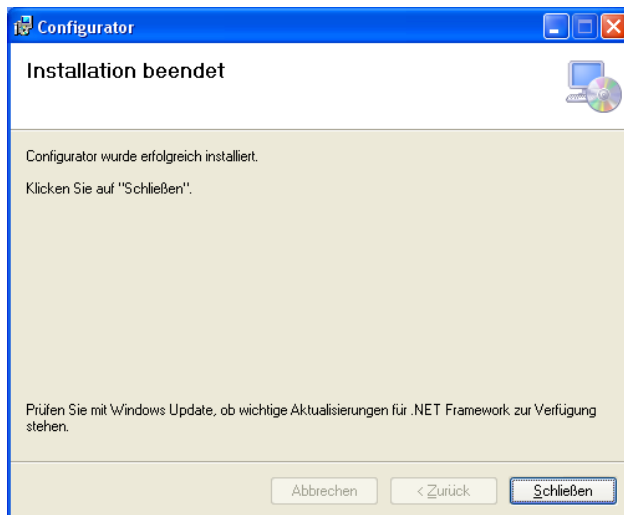 Configurator
Installation beendet
Configurator wurde erfolgreich installiert.
Klicken Sie auf "Schließen".
Prüfen Sie mit Windows Update, ob wichtige Aktualisierungen für .NET Framework zur Verfügung
stehen.
Abbrechen
< Zurück
Schließen